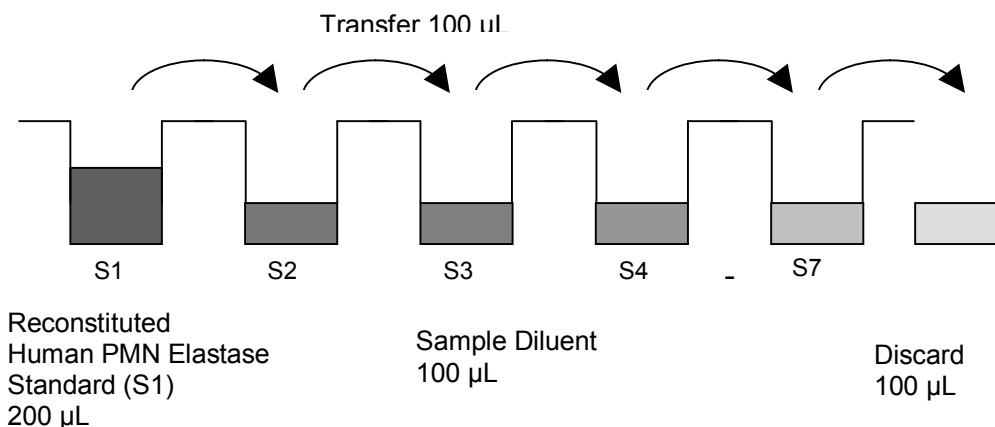 Transfer 100 µL
S1
S2
S3
S4
-
S7
Reconstituted
Human PMN Elastase
Standard (S1)
200 µL
Sample Diluent
100 µL
Discard
100 µL